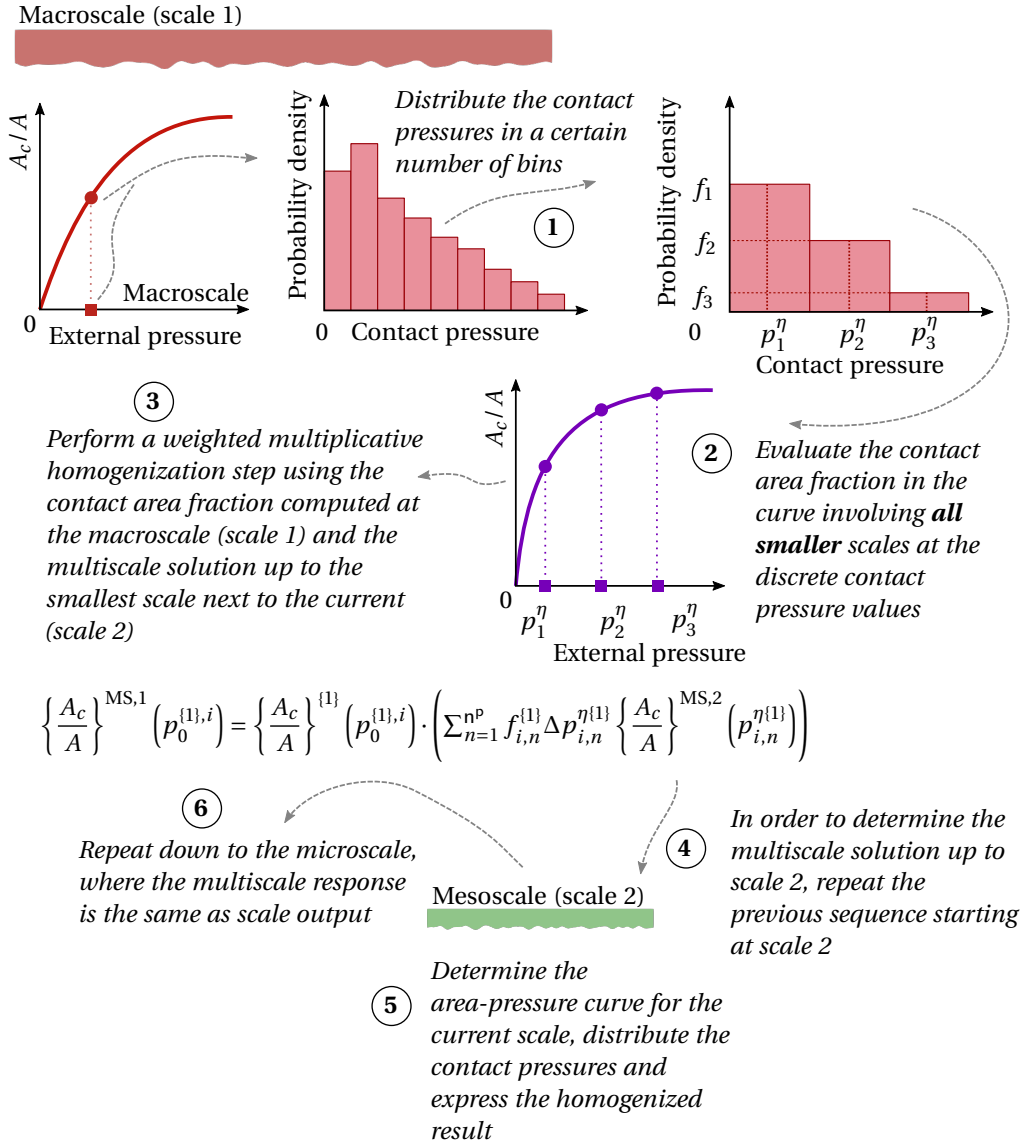 Macroscale (scale 1)
A_c / A
0
Macroscale
External pressure
Probability density
0
Contact pressure
Distribute the contact
pressures in a certain
number of bins
1
Probability density
f_1
f_2
f_3
0
p_1^η
p_2^η
p_3^η
Contact pressure
3
Perform a weighted multiplicative
homogenization step using the
contact area fraction computed at
the macroscale (scale 1) and the
multiscale solution up to the
smallest scale next to the current
(scale 2)
A_c / A
0
p_1^η
p_2^η
p_3^η
External pressure
2
Evaluate the contact
area fraction in the
curve involving all
smaller scales at the
discrete contact
pressure values
{A_c/A}^{MS,1} (p_0^{{1},i}) = {A_c/A}^{{1}} (p_0^{{1},i}) · (∑_{n=1}^{n^p} f_{i,n}^{{1}} Δp_{i,n}^{η{1}} {A_c/A}^{MS,2} (p_{i,n}^{η{1}}))
6
Repeat down to the microscale,
where the multiscale response
is the same as scale output
4
In order to determine the
multiscale solution up to
scale 2, repeat the
previous sequence starting
at scale 2
Mesoscale (scale 2)
5
Determine the
area-pressure curve for the
current scale, distribute the
contact pressures and
express the homogenized
result